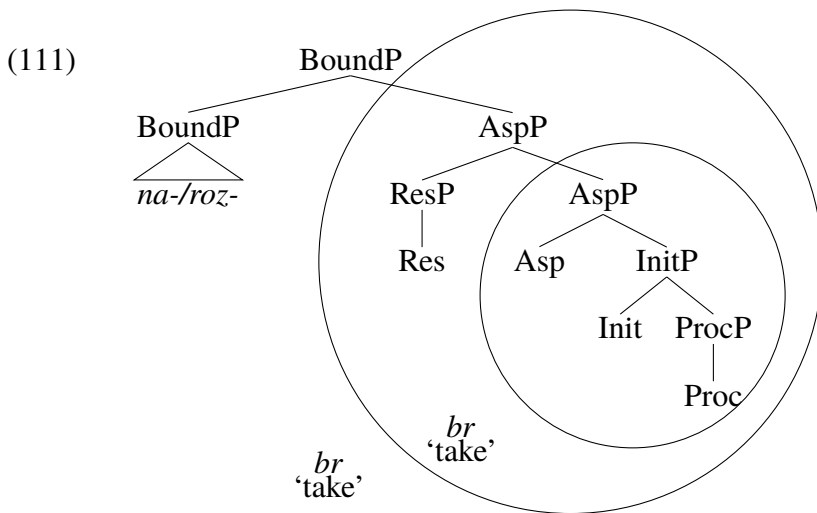 (111) BoundP
BoundP AspP
na-/roz- ResP AspP
Res Asp InitP
Init ProcP
Proc
br
‘take’
br
‘take’